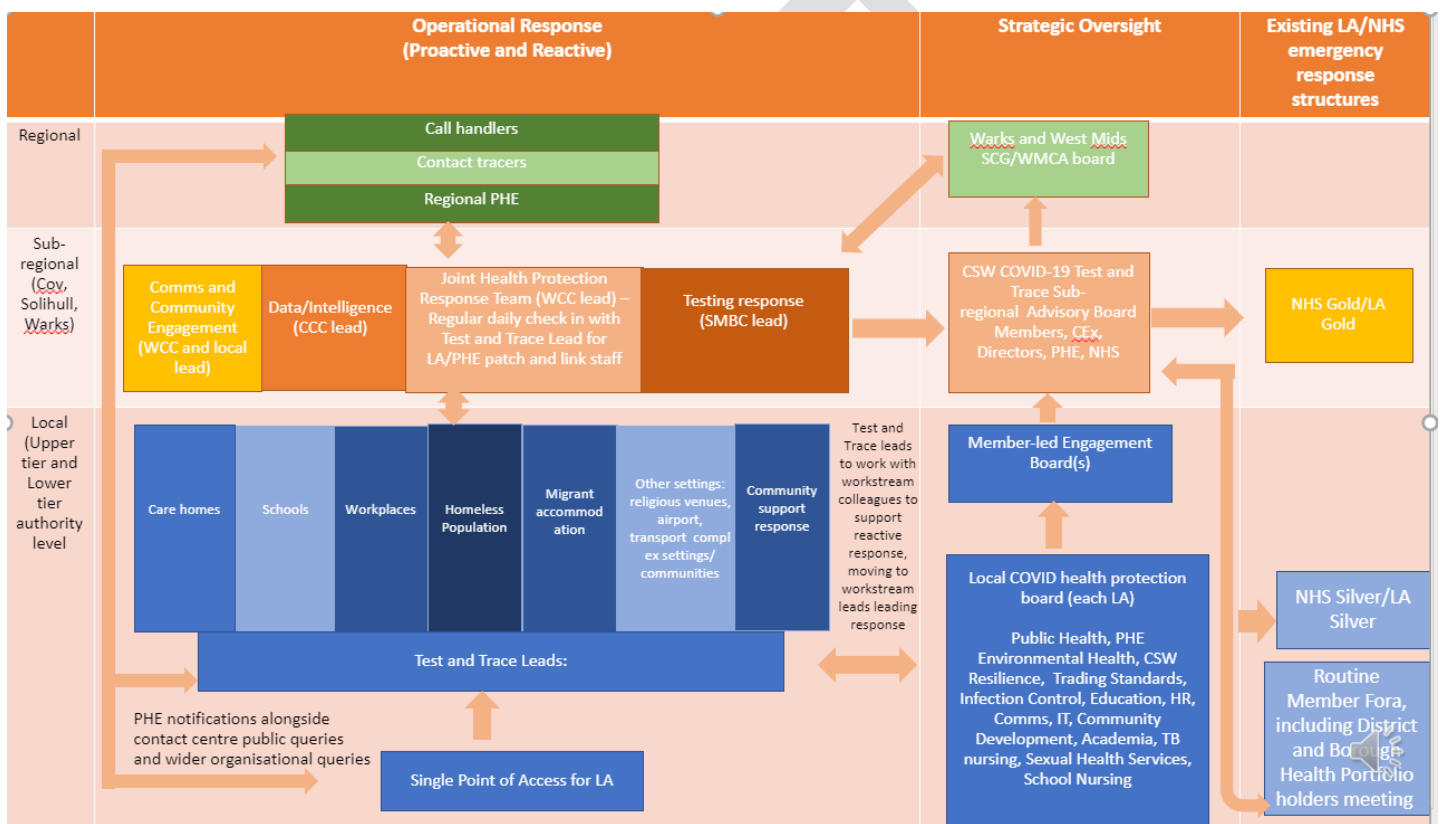 Operational Response
(Proactive and Reactive)
Strategic Oversight
Existing LA/NHS
emergency
response
structures
Regional
Call handlers
Contact tracers
Regional PHE
Warks and West Mids
SCG/WMCA board
Sub-
regional
(Cov,
Solihull,
Warks)
Comms and
Community
Engagement
(WCC and local
lead)
Data/Intelligence
(CCC lead)
Joint Health Protection
Response Team (WCC lead) –
Regular daily check in with
Test and Trace Lead for
LA/PHE patch and link staff
Testing response
(SMBC lead)
CSW COVID-19 Test and
Trace Sub-
regional Advisory Board
Members, CEx,
Directors, PHE, NHS
NHS Gold/LA
Gold
Local
(Upper
tier and
Lower
tier
authority
level
Care homes
Schools
Workplaces
Homeless
Population
Migrant
accommod
ation
Other settings:
religious venues,
airport,
transport compl
ex settings/
communities
Community
support
response
Test and
Trace leads
to work with
workstream
colleagues to
support
reactive
response,
moving to
workstream
leads leading
response
Member-led Engagement
Board(s)
Test and Trace Leads:
Local COVID health protection
board (each LA)
Public Health, PHE
Environmental Health, CSW
Resilience, Trading Standards,
Infection Control, Education, HR,
Comms, IT, Community
Development, Academia, TB
nursing, Sexual Health Services,
School Nursing
NHS Silver/LA
Silver
Routine
Member Fora,
including District
and Borough
Health Portfolio
holders meeting
PHE notifications alongside
contact centre public queries
and wider organisational queries
Single Point of Access for LA